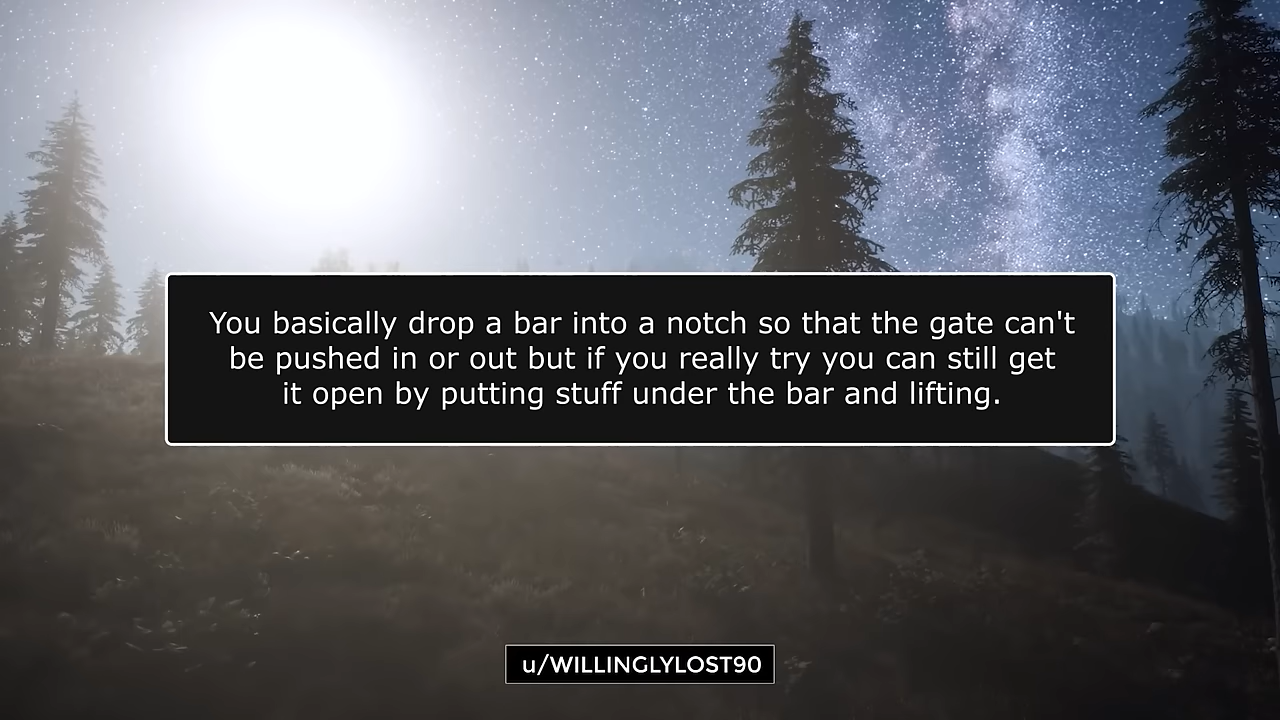 You basically drop a bar into a notch so that the gate can't
be pushed in or out but if you really try you can still get
it open by putting stuff under the bar and lifting.
u/WILLINGLYLOST90